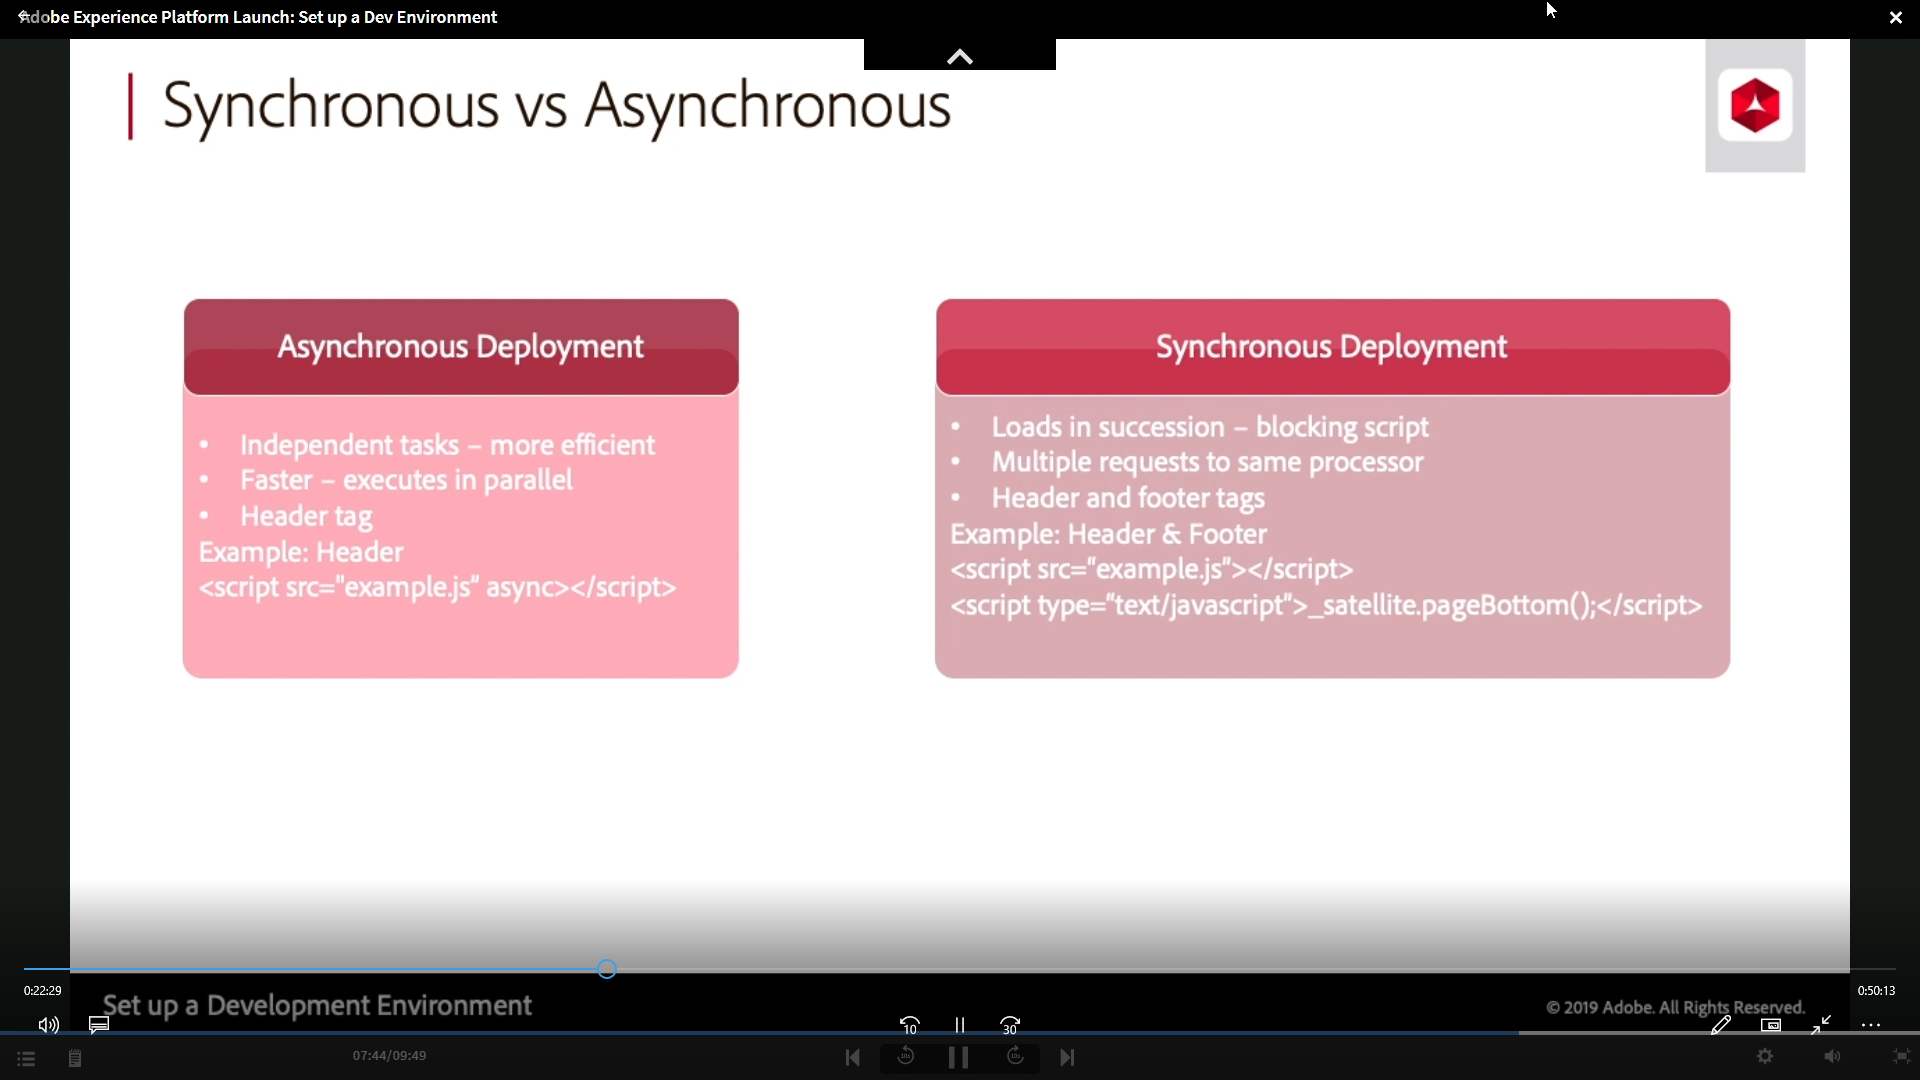 Adobe Experience Platform Launch: Set up a Dev Environment
Synchronous vs Asynchronous
Asynchronous Deployment
• Independent tasks – more efficient
• Faster – executes in parallel
• Header tag
Example: Header
<script src="example.js" async></script>
Synchronous Deployment
• Loads in succession – blocking script
• Multiple requests to same processor
• Header and footer tags
Example: Header & Footer
<script src="example.js"></script>
<script type="text/javascript">_satellite.pageBottom();</script>
0:22:29
0:50:13
Set up a Development Environment
© 2019 Adobe. All Rights Reserved.
10
30
07:44/09:49
10s
10s